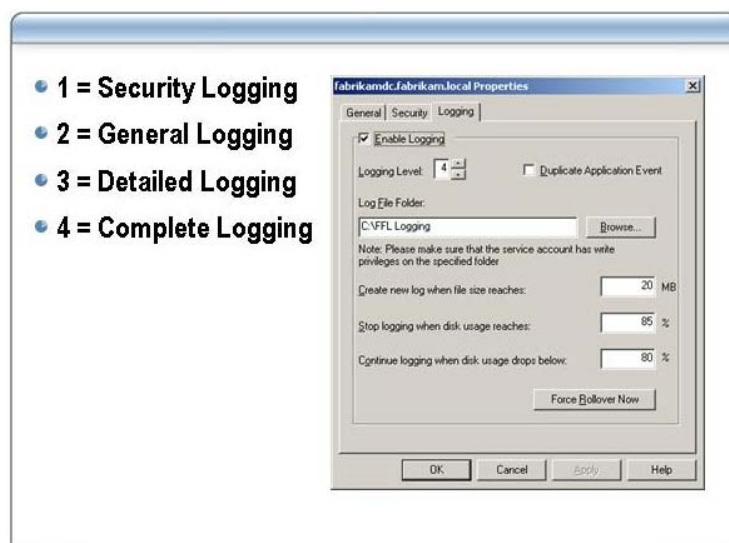 1 = Security Logging
2 = General Logging
3 = Detailed Logging
4 = Complete Logging
fabrikamdc.fabrikam.local Properties
General Security Logging
Enable Logging
Logging Level: 4 Duplicate Application Event
Log File Folder:
C:\FFL Logging Browse...
Note: Please make sure that the service account has write
privileges on the specified folder
Create new log when file size reaches: 20 MB
Stop logging when disk usage reaches: 85 %
Continue logging when disk usage drops below: 80 %
Force Rollover Now
OK Cancel Apply Help